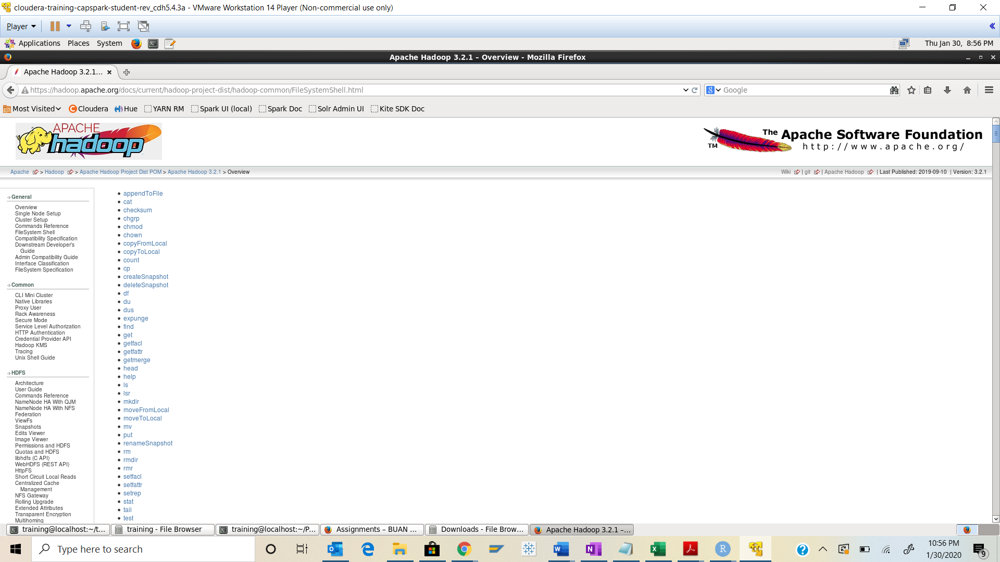 cloudera-training-capspark-student-rev_cdh5.4.3a - VMware Workstation 14 Player (Non-commercial use only)
Player
Applications Places System Thu Jan 30, 8:56 PM
Apache Hadoop 3.2.1 – Overview - Mozilla Firefox
Apache Hadoop 3.2.1...
https://hadoop.apache.org/docs/current/hadoop-project-dist/hadoop-common/FileSystemShell.html
Google
Most Visited Cloudera Hue YARN RM Spark UI (local) Spark Doc Solr Admin UI Kite SDK Doc
APACHE
hadoop
The Apache Software Foundation
http://www.apache.org/
TM
Apache > Hadoop > Apache Hadoop Project Dist POM > Apache Hadoop 3.2.1 > Overview
Wiki | git | Apache Hadoop | Last Published: 2019-09-10 | Version: 3.2.1
General
Overview
Single Node Setup
Cluster Setup
Commands Reference
FileSystem Shell
Compatibility Specification
Downstream Developer's
Guide
Admin Compatibility Guide
Interface Classification
FileSystem Specification
Common
CLI Mini Cluster
Native Libraries
Proxy User
Rack Awareness
Secure Mode
Service Level Authorization
HTTP Authentication
Credential Provider API
Hadoop KMS
Tracing
Unix Shell Guide
HDFS
Architecture
User Guide
Commands Reference
NameNode HA With QJM
NameNode HA With NFS
Federation
ViewFs
Snapshots
Edits Viewer
Image Viewer
Permissions and HDFS
Quotas and HDFS
libhdfs (C API)
WebHDFS (REST API)
HttpFS
Short Circuit Local Reads
Centralized Cache
Management
NFS Gateway
Rolling Upgrade
Extended Attributes
Transparent Encryption
Multihoming
appendToFile
cat
checksum
chgrp
chmod
chown
copyFromLocal
copyToLocal
count
cp
createSnapshot
deleteSnapshot
df
du
dus
expunge
find
get
getfacl
getfattr
getmerge
head
help
ls
lsr
mkdir
moveFromLocal
moveToLocal
mv
put
renameSnapshot
rm
rmdir
rmr
setfacl
setfattr
setrep
stat
tail
test
training@localhost:~/t... training - File Browser training@localhost:~/P... Assignments – BUAN ... Downloads - File Brow... Apache Hadoop 3.2.1 –...
Type here to search
10:56 PM
1/30/2020
9